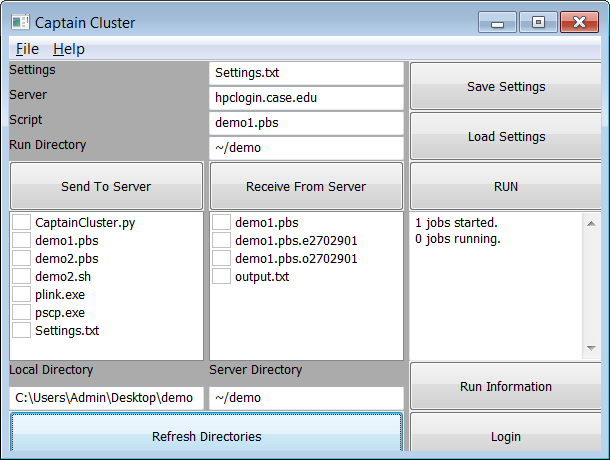 Captain Cluster
File Help
Settings
Settings.txt
Save Settings
Server
hpclogin.case.edu
Script
demo1.pbs
Load Settings
Run Directory
~/demo
Send To Server
Receive From Server
RUN
CaptainCluster.py
demo1.pbs
demo2.pbs
demo2.sh
plink.exe
pscp.exe
Settings.txt
demo1.pbs
demo1.pbs.e2702901
demo1.pbs.o2702901
output.txt
1 jobs started.
0 jobs running.
Local Directory
Server Directory
C:\Users\Admin\Desktop\demo
~/demo
Run Information
Refresh Directories
Login